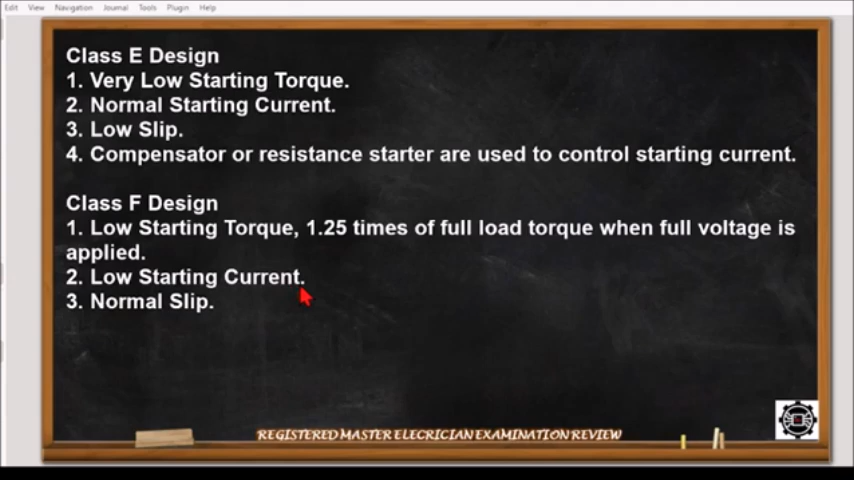 Edit View Navigation Journal Tools Plugin Help
Class E Design
1. Very Low Starting Torque.
2. Normal Starting Current.
3. Low Slip.
4. Compensator or resistance starter are used to control starting current.
Class F Design
1. Low Starting Torque, 1.25 times of full load torque when full voltage is
applied.
2. Low Starting Current.
3. Normal Slip.
REGISTERED MASTER ELECRICIAN EXAMINATION REVIEW